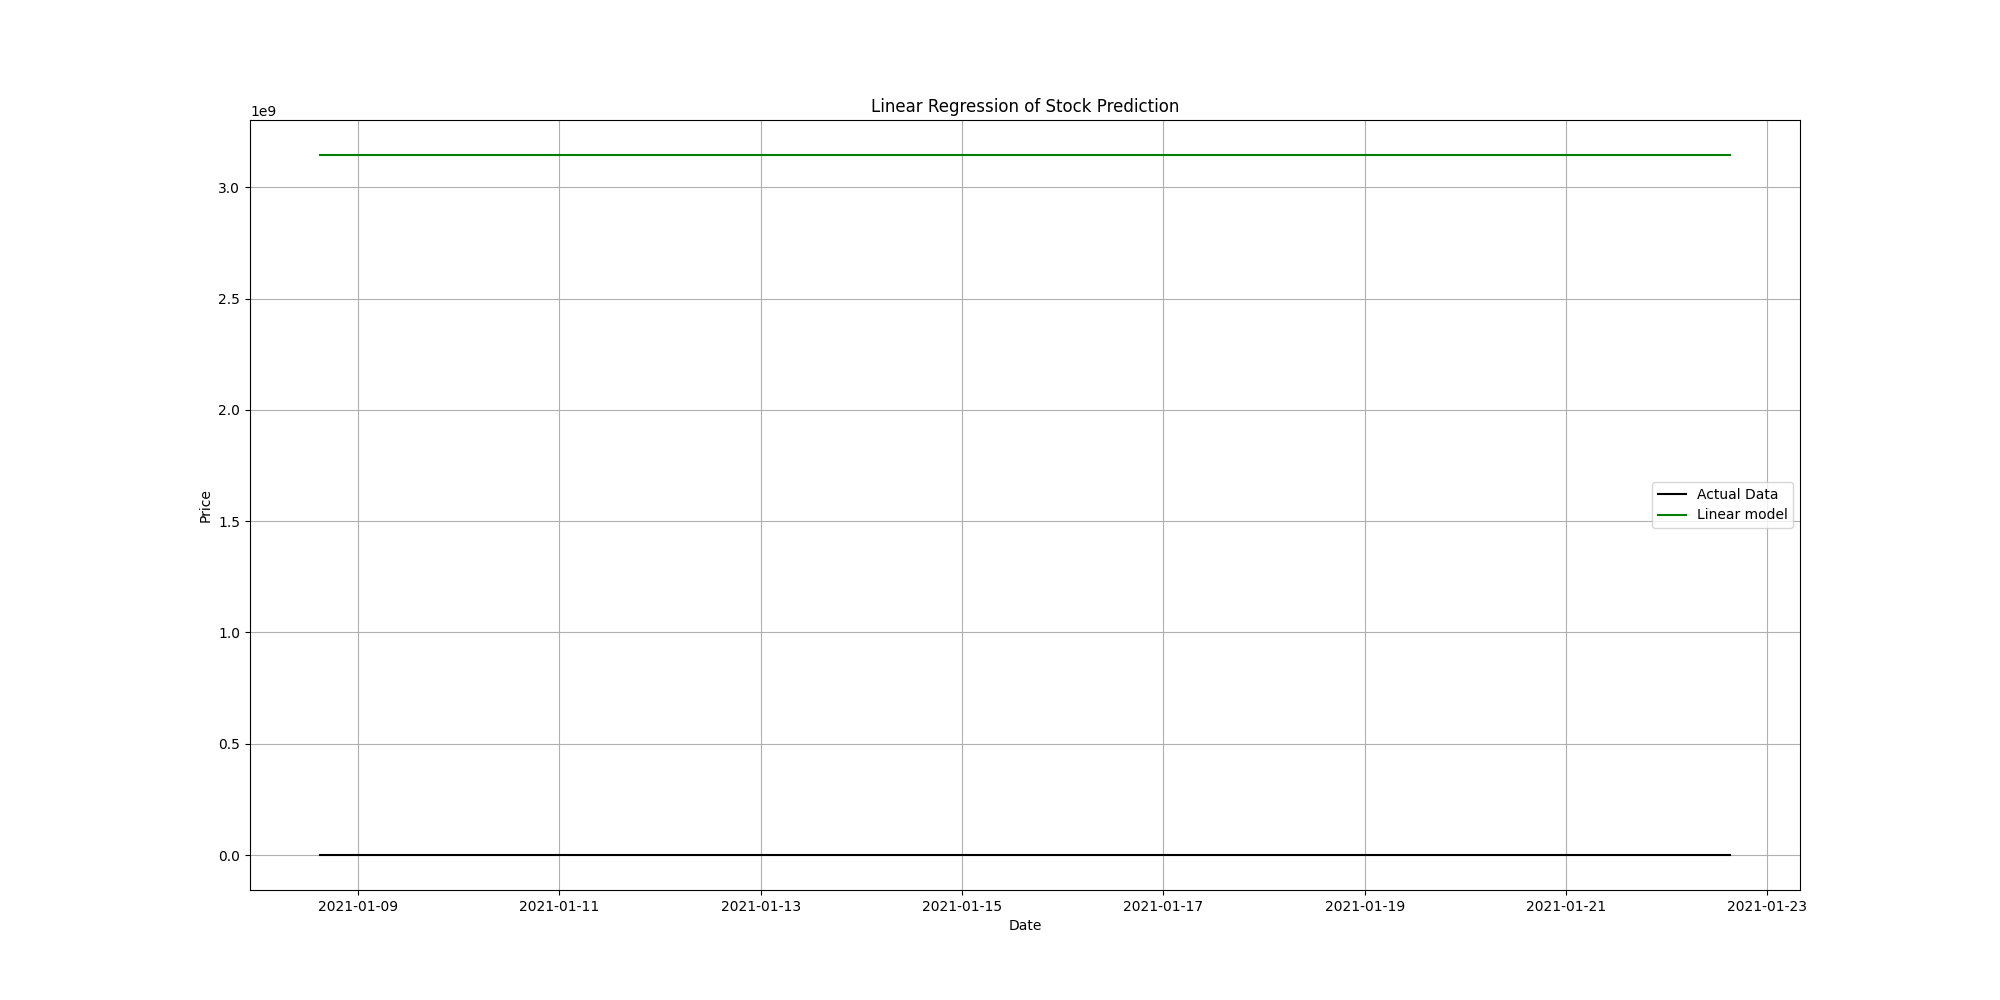 Linear Regression of Stock Prediction
1e9
3.0
2.5
2.0
1.5
1.0
0.5
0.0
Price
Actual Data
Linear model
2021-01-09 2021-01-11 2021-01-13 2021-01-15 2021-01-17 2021-01-19 2021-01-21 2021-01-23
Date